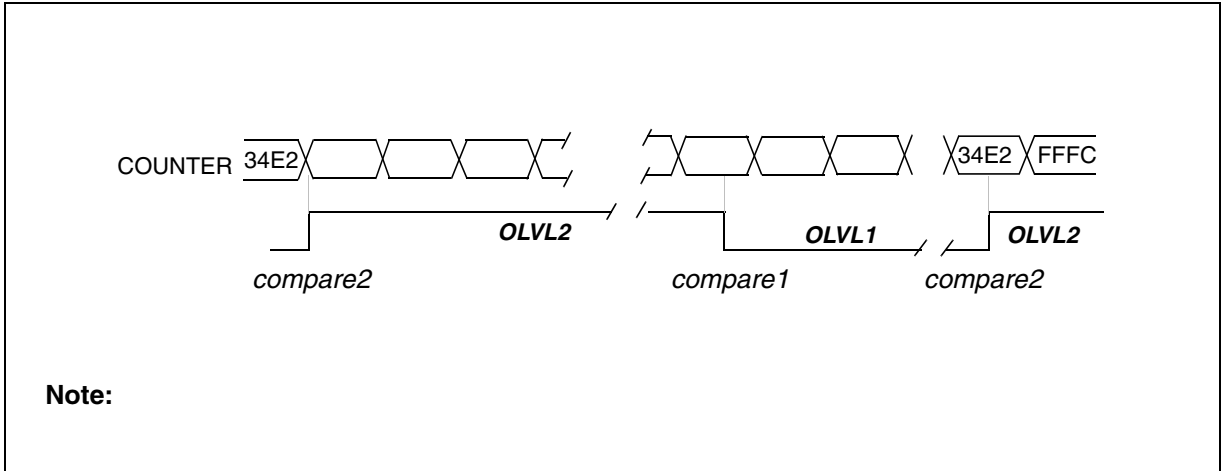 COUNTER 34E2 34E2 FFFC
OLVL2 OLVL1 OLVL2
compare2 compare1 compare2
Note: